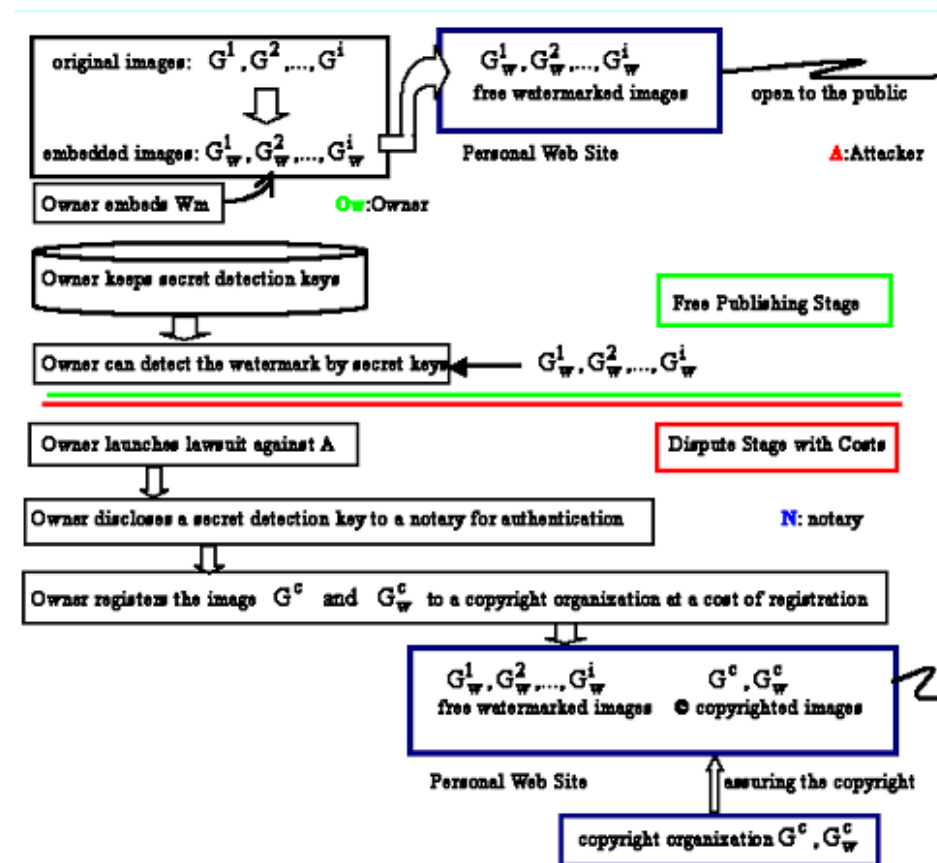 original images: G¹, G²,..., Gⁱ
G¹w, G²w,..., Gⁱw
free watermarked images
open to the public
embedded images: G¹w, G²w,..., Gⁱw
Personal Web Site
A:Attacker
Owner embeds Wm
Ow:Owner
Owner keeps secret detection keys
Free Publishing Stage
Owner can detect the watermark by secret keys
G¹w, G²w,..., Gⁱw
Owner launches lawsuit against A
Dispute Stage with Costs
Owner discloses a secret detection key to a notary for authentication
N: notary
Owner registers the image Gᶜ and Gᶜw to a copyright organization at a cost of registration
G¹w, G²w,..., Gⁱw
Gᶜ, Gᶜw
free watermarked images
© copyrighted images
Personal Web Site
assuring the copyright
copyright organization Gᶜ, Gᶜw